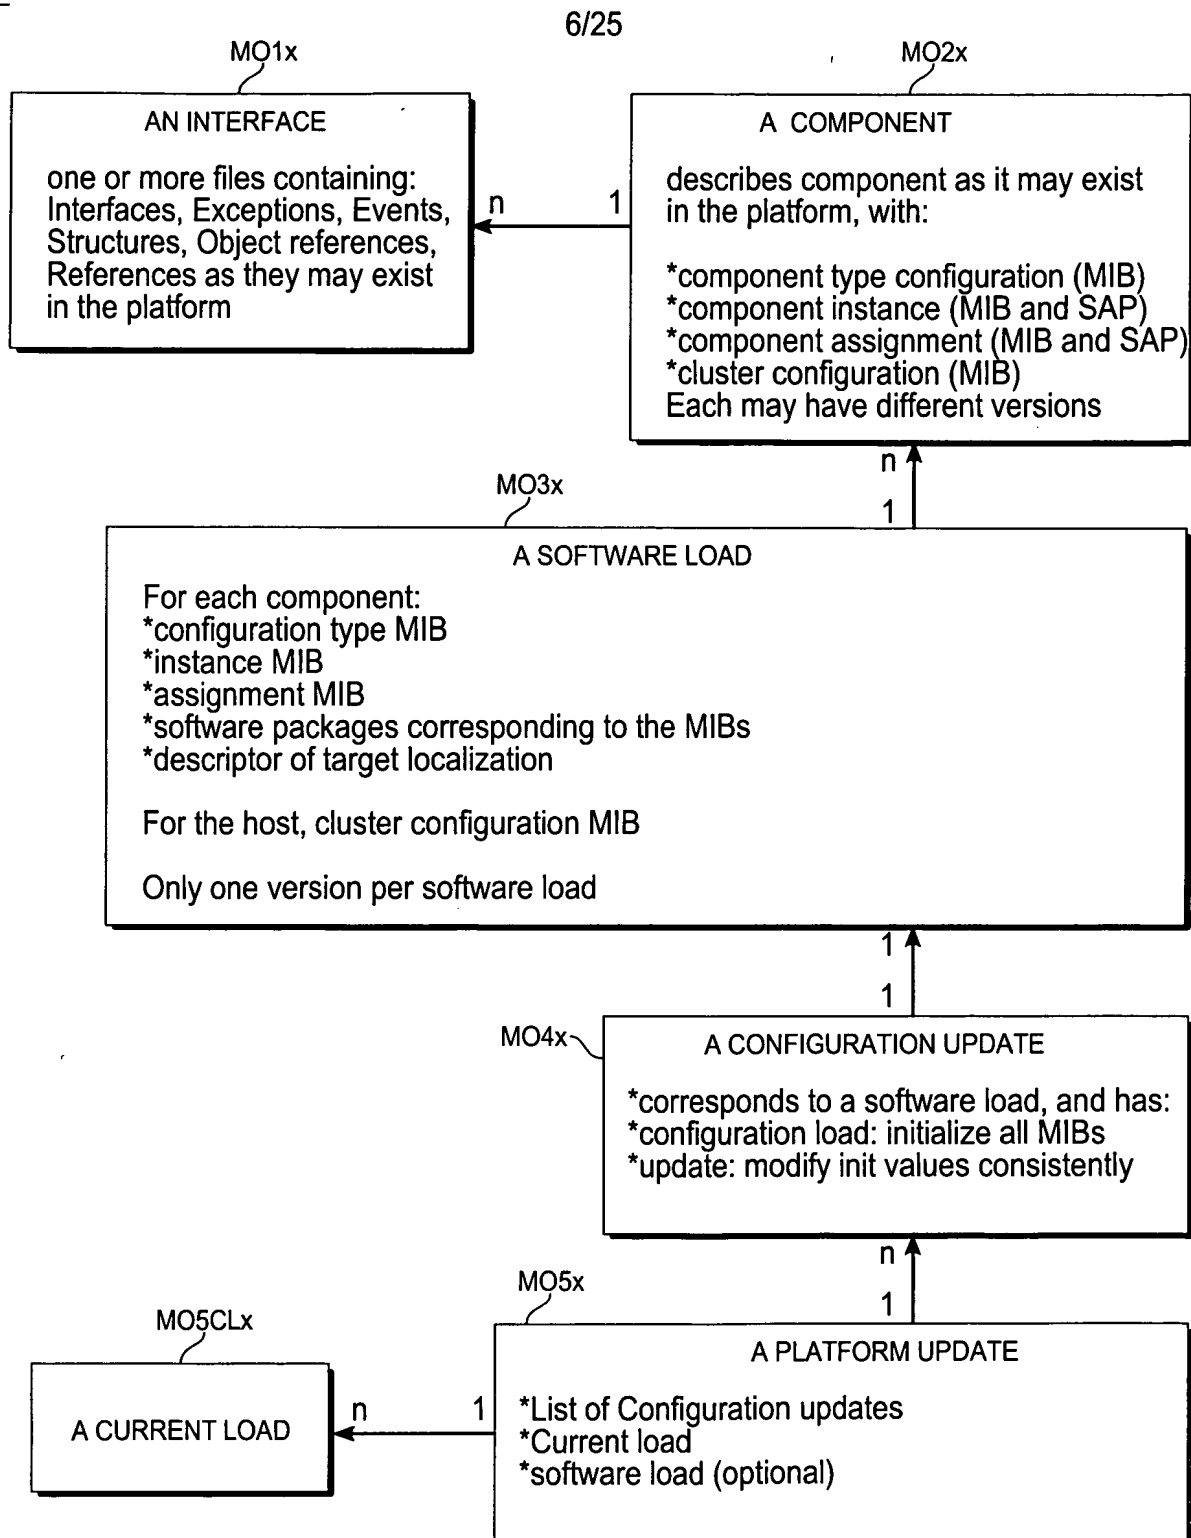 6/25
MO1x
AN INTERFACE
one or more files containing:
Interfaces, Exceptions, Events,
Structures, Object references,
References as they may exist
in the platform
n 1
MO2x
A COMPONENT
describes component as it may exist
in the platform, with:
*component type configuration (MIB)
*component instance (MIB and SAP)
*component assignment (MIB and SAP)
*cluster configuration (MIB)
Each may have different versions
n
1
MO3x
A SOFTWARE LOAD
For each component:
*configuration type MIB
*instance MIB
*assignment MIB
*software packages corresponding to the MIBs
*descriptor of target localization
For the host, cluster configuration MIB
Only one version per software load
1
1
MO4x
A CONFIGURATION UPDATE
*corresponds to a software load, and has:
*configuration load: initialize all MIBs
*update: modify init values consistently
n
1
MO5x
A PLATFORM UPDATE
*List of Configuration updates
*Current load
*software load (optional)
n 1
MO5CLx
A CURRENT LOAD